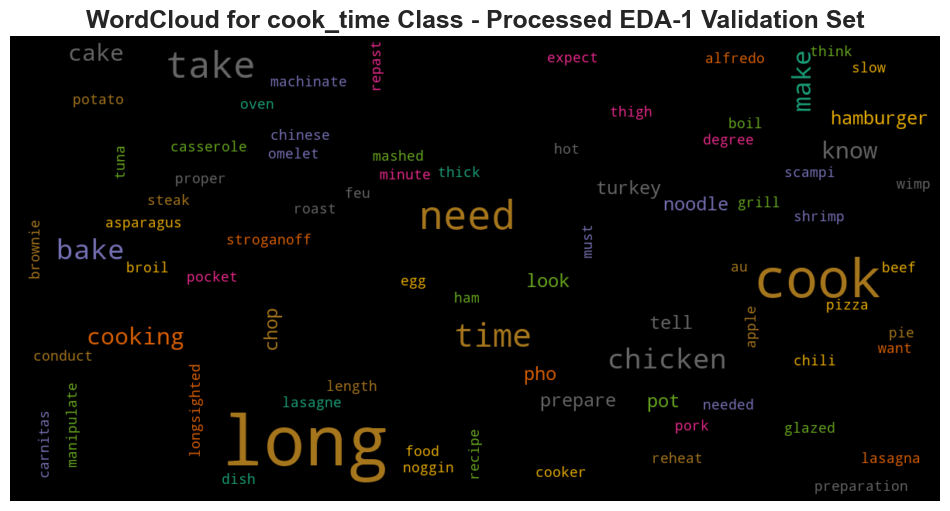 WordCloud for cook_time Class - Processed EDA-1 Validation Set
cake
take
repast
expect
alfredo
make
think
slow
machinate
potato
oven
thigh
hamburger
boil
degree
chinese
omelet
casserole
tuna
mashed
minute
thick
hot
know
proper
feu
turkey
scampi
wimp
steak
roast
need
noodle
grill
shrimp
asparagus
brownie
bake
stroganoff
must
broil
pocket
egg
look
au
cook
beef
ham
pizza
cooking
chop
time
tell
apple
pie
want
conduct
chicken
chili
longsighted
length
pho
carnitas
manipulate
lasagne
prepare
pot
needed
long
pork
glazed
food
noggin
recipe
cooker
reheat
lasagna
dish
preparation